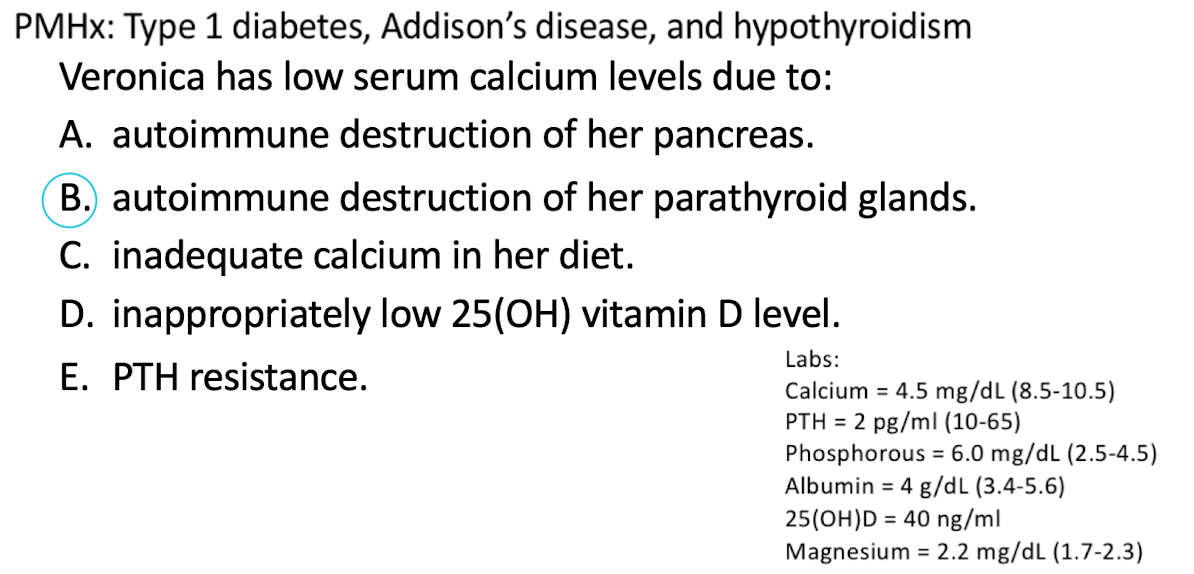 PMHx: Type 1 diabetes, Addison’s disease, and hypothyroidism
Veronica has low serum calcium levels due to:
A. autoimmune destruction of her pancreas.
B. autoimmune destruction of her parathyroid glands.
C. inadequate calcium in her diet.
D. inappropriately low 25(OH) vitamin D level.
E. PTH resistance.
Labs:
Calcium = 4.5 mg/dL (8.5-10.5)
PTH = 2 pg/ml (10-65)
Phosphorous = 6.0 mg/dL (2.5-4.5)
Albumin = 4 g/dL (3.4-5.6)
25(OH)D = 40 ng/ml
Magnesium = 2.2 mg/dL (1.7-2.3)